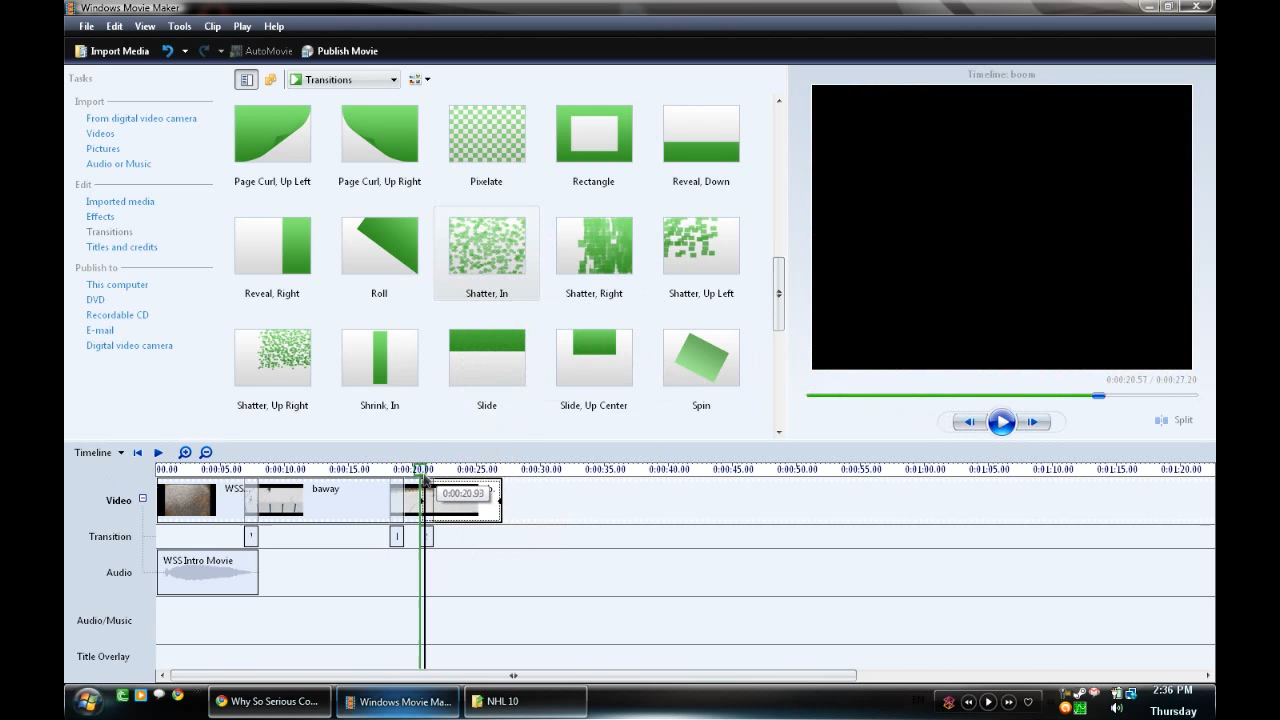 Windows Movie Maker
File Edit View Tools Clip Play Help
Import Media AutoMovie Publish Movie
Tasks
Transitions
Timeline: boom
Import
From digital video camera
Videos
Pictures
Audio or Music
Page Curl, Up Left Page Curl, Up Right Pixelate Rectangle Reveal, Down
Edit
Imported media
Effects
Transitions
Titles and credits
Publish to
This computer
DVD
Recordable CD
E-mail
Digital video camera
Reveal, Right Roll Shatter, In Shatter, Right Shatter, Up Left
Shatter, Up Right Shrink, In Slide Slide, Up Center Spin
0:00:20.57 / 0:00:27.20
Split
Timeline
00.00 0:00:05.00 0:00:10.00 0:00:15.00 0:00:20.00 0:00:25.00 0:00:30.00 0:00:35.00 0:00:40.00 0:00:45.00 0:00:50.00 0:00:55.00 0:01:00.00 0:01:05.00 0:01:10.00 0:01:15.00 0:01:20.00
Video WSS baway
0:00:20.93
Transition
Audio WSS Intro Movie
Audio/Music
Title Overlay
Why So Serious Co... Windows Movie Ma... NHL 10
2:36 PM
Thursday